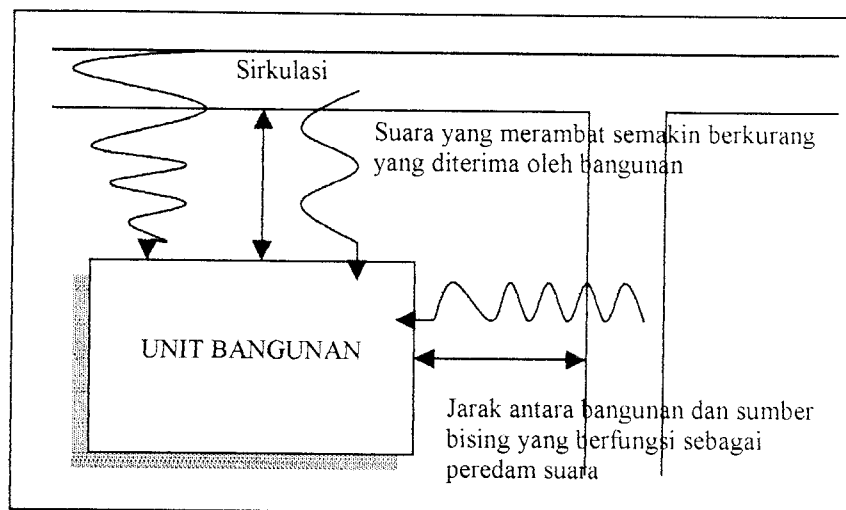 Sirkulasi
Suara yang merambat semakin berkurang
yang diterima oleh bangunan
UNIT BANGUNAN
Jarak antara bangunan dan sumber
bising yang berfungsi sebagai
peredam suara